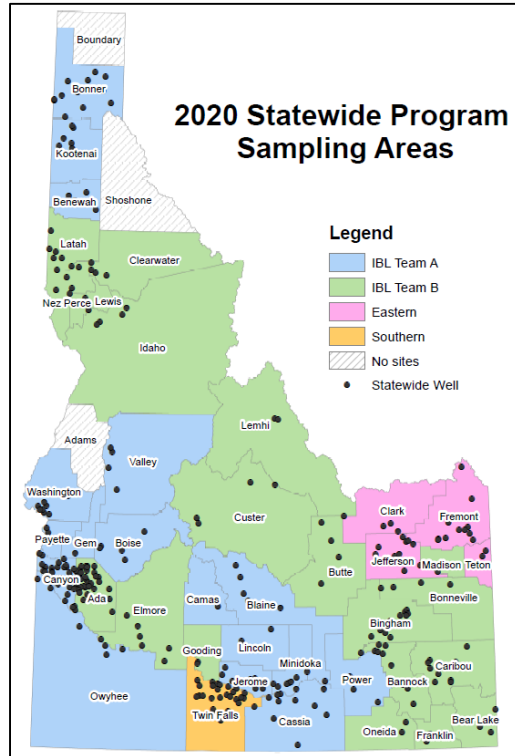 Boundary
Bonner
2020 Statewide Program
Sampling Areas
Kootenai
Shoshone
Benewah
Legend
Latah
Clearwater
IBL Team A
IBL Team B
Nez Perce
Lewis
Eastern
Southern
Idaho
No sites
Statewide Well
Lemhi
Adams
Valley
Washington
Clark
Fremont
Custer
Payette
Gem
Boise
Jefferson
Madison
Teton
Butte
Canyon
Ada
Bonneville
Camas
Blaine
Elmore
Bingham
Gooding
Lincoln
Minidoka
Caribou
Jerome
Power
Bannock
Owyhee
Twin Falls
Cassia
Bear Lake
Oneida
Franklin